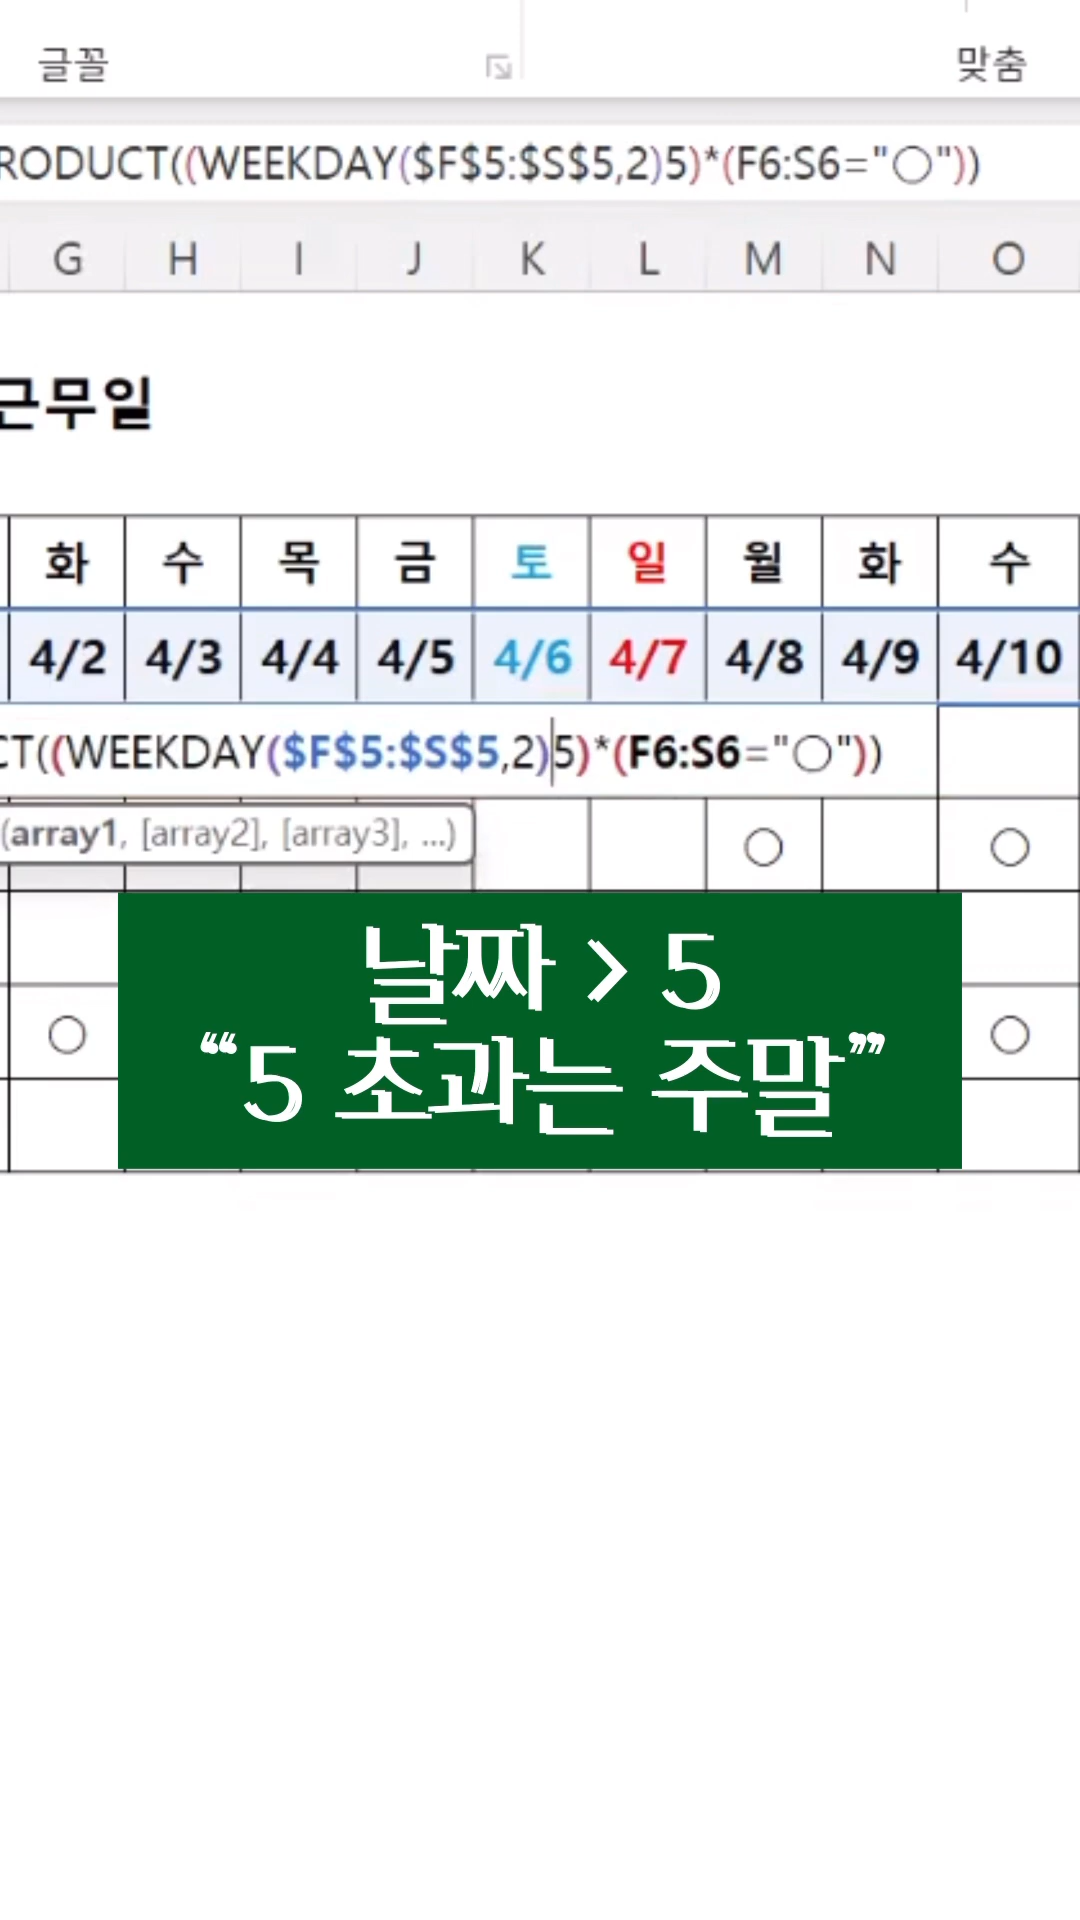 글꼴
맞춤
RODUCT((WEEKDAY($F$5:$S$5,2)5)*(F6:S6="○"))
G H I J K L M N O
근무일
화 수 목 금 토 일 월 화 수
4/2 4/3 4/4 4/5 4/6 4/7 4/8 4/9 4/10
CT((WEEKDAY($F$5:$S$5,2)5)*(F6:S6="○"))
(array1, [array2], [array3], ...)
○ ○
날짜 > 5
○ ○
“5 초과는 주말”